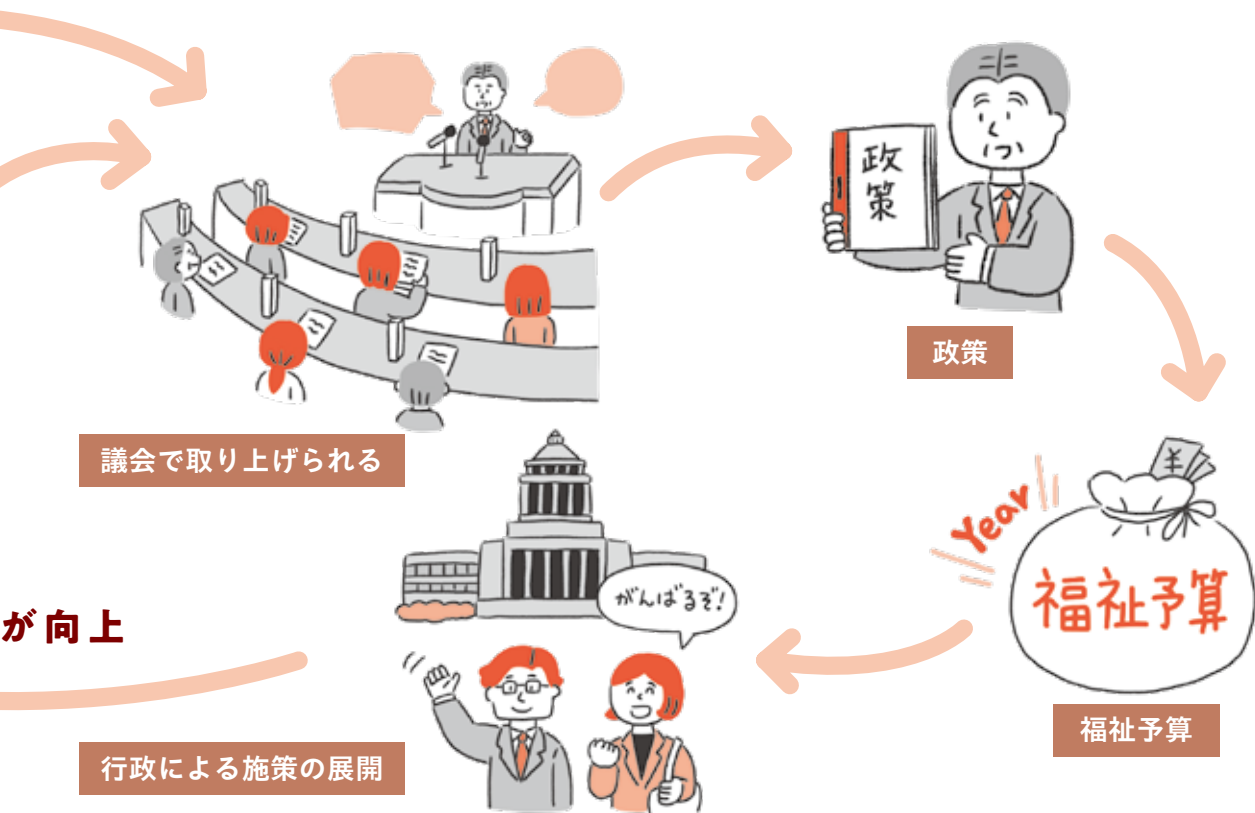 政策
政策
議会で取り上げられる
Year
¥
福祉予算
がんばるぞ!
が向上
福祉予算
行政による施策の展開